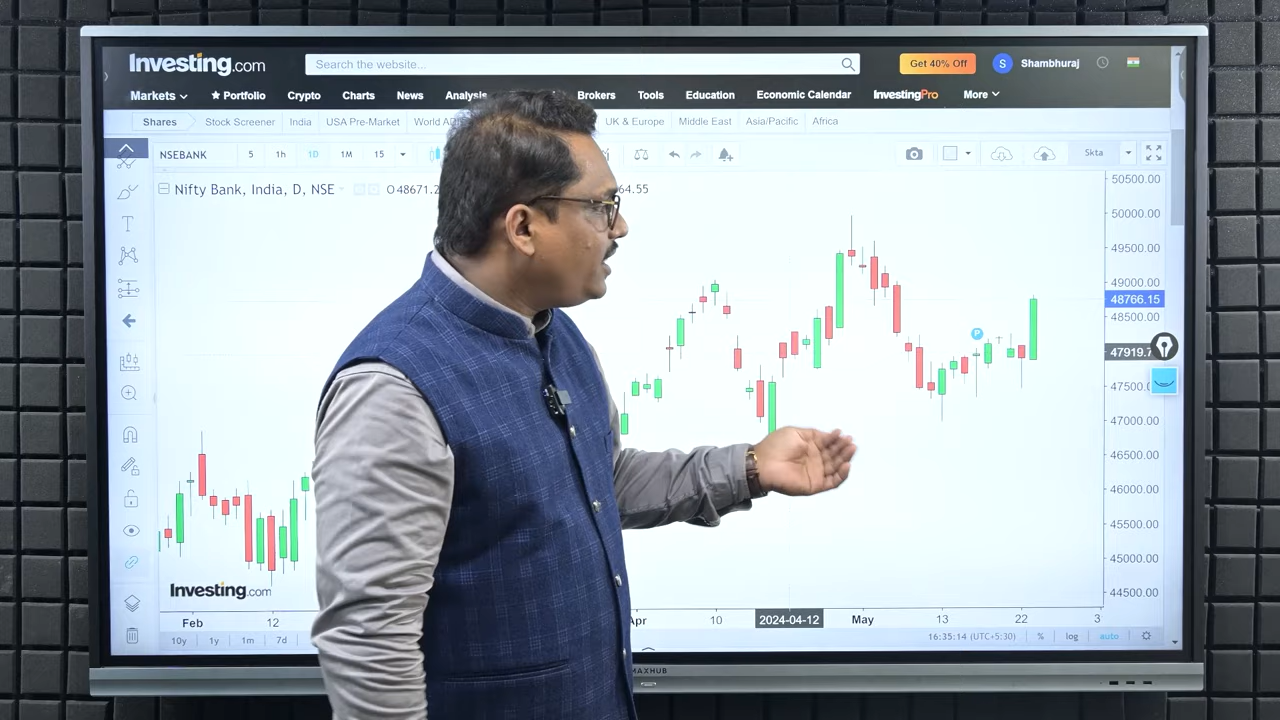 Investing.com
Search the website...
Get 40% Off
S
Shambhuraj
Markets
Portfolio
Crypto
Charts
News
Analysis
Brokers
Tools
Education
Economic Calendar
InvestingPro
More
Shares
Stock Screener
India
USA Pre-Market
World
UK & Europe
Middle East
Asia/Pacific
Africa
NSEBANK
5
1h
1D
1M
15
Skta
Nifty Bank, India, D, NSE
O48671.2
64.55
50500.00
50000.00
49500.00
49000.00
48766.15
48500.00
P
47919.7
47500.
47000.00
46500.00
46000.00
45500.00
45000.00
44500.00
Investing.com
Feb
12
Apr
10
2024-04-12
May
13
22
3
10y
1y
1m
7d
16:35:14 (UTC+5:30)
%
log
auto
MAXHUB